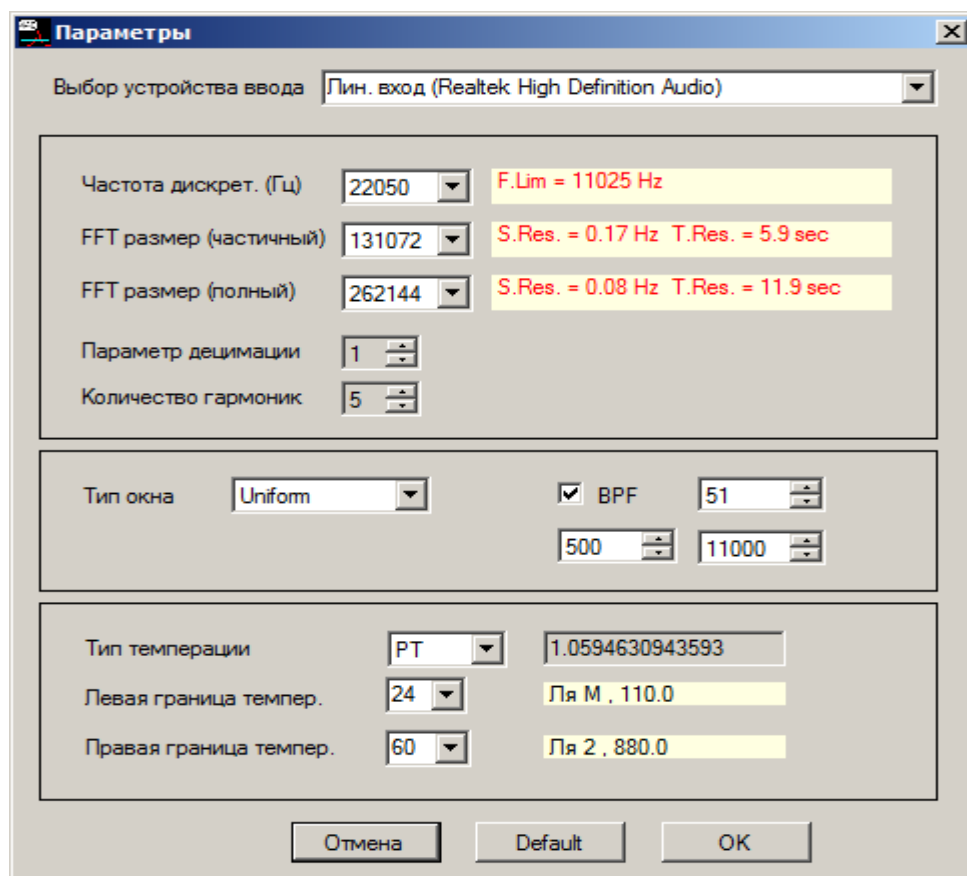 Параметры
Выбор устройства ввода Лин. вход (Realtek High Definition Audio)
Частота дискрет. (Гц) 22050 F.Lim = 11025 Hz
FFT размер (частичный) 131072 S.Res. = 0.17 Hz T.Res. = 5.9 sec
FFT размер (полный) 262144 S.Res. = 0.08 Hz T.Res. = 11.9 sec
Параметр децимации 1
Количество гармоник 5
Тип окна Uniform BPF 51
500 11000
Тип темперации РТ 1.0594630943593
Левая граница темпер. 24 Ля М , 110.0
Правая граница темпер. 60 Ля 2 , 880.0
Отмена Default OK